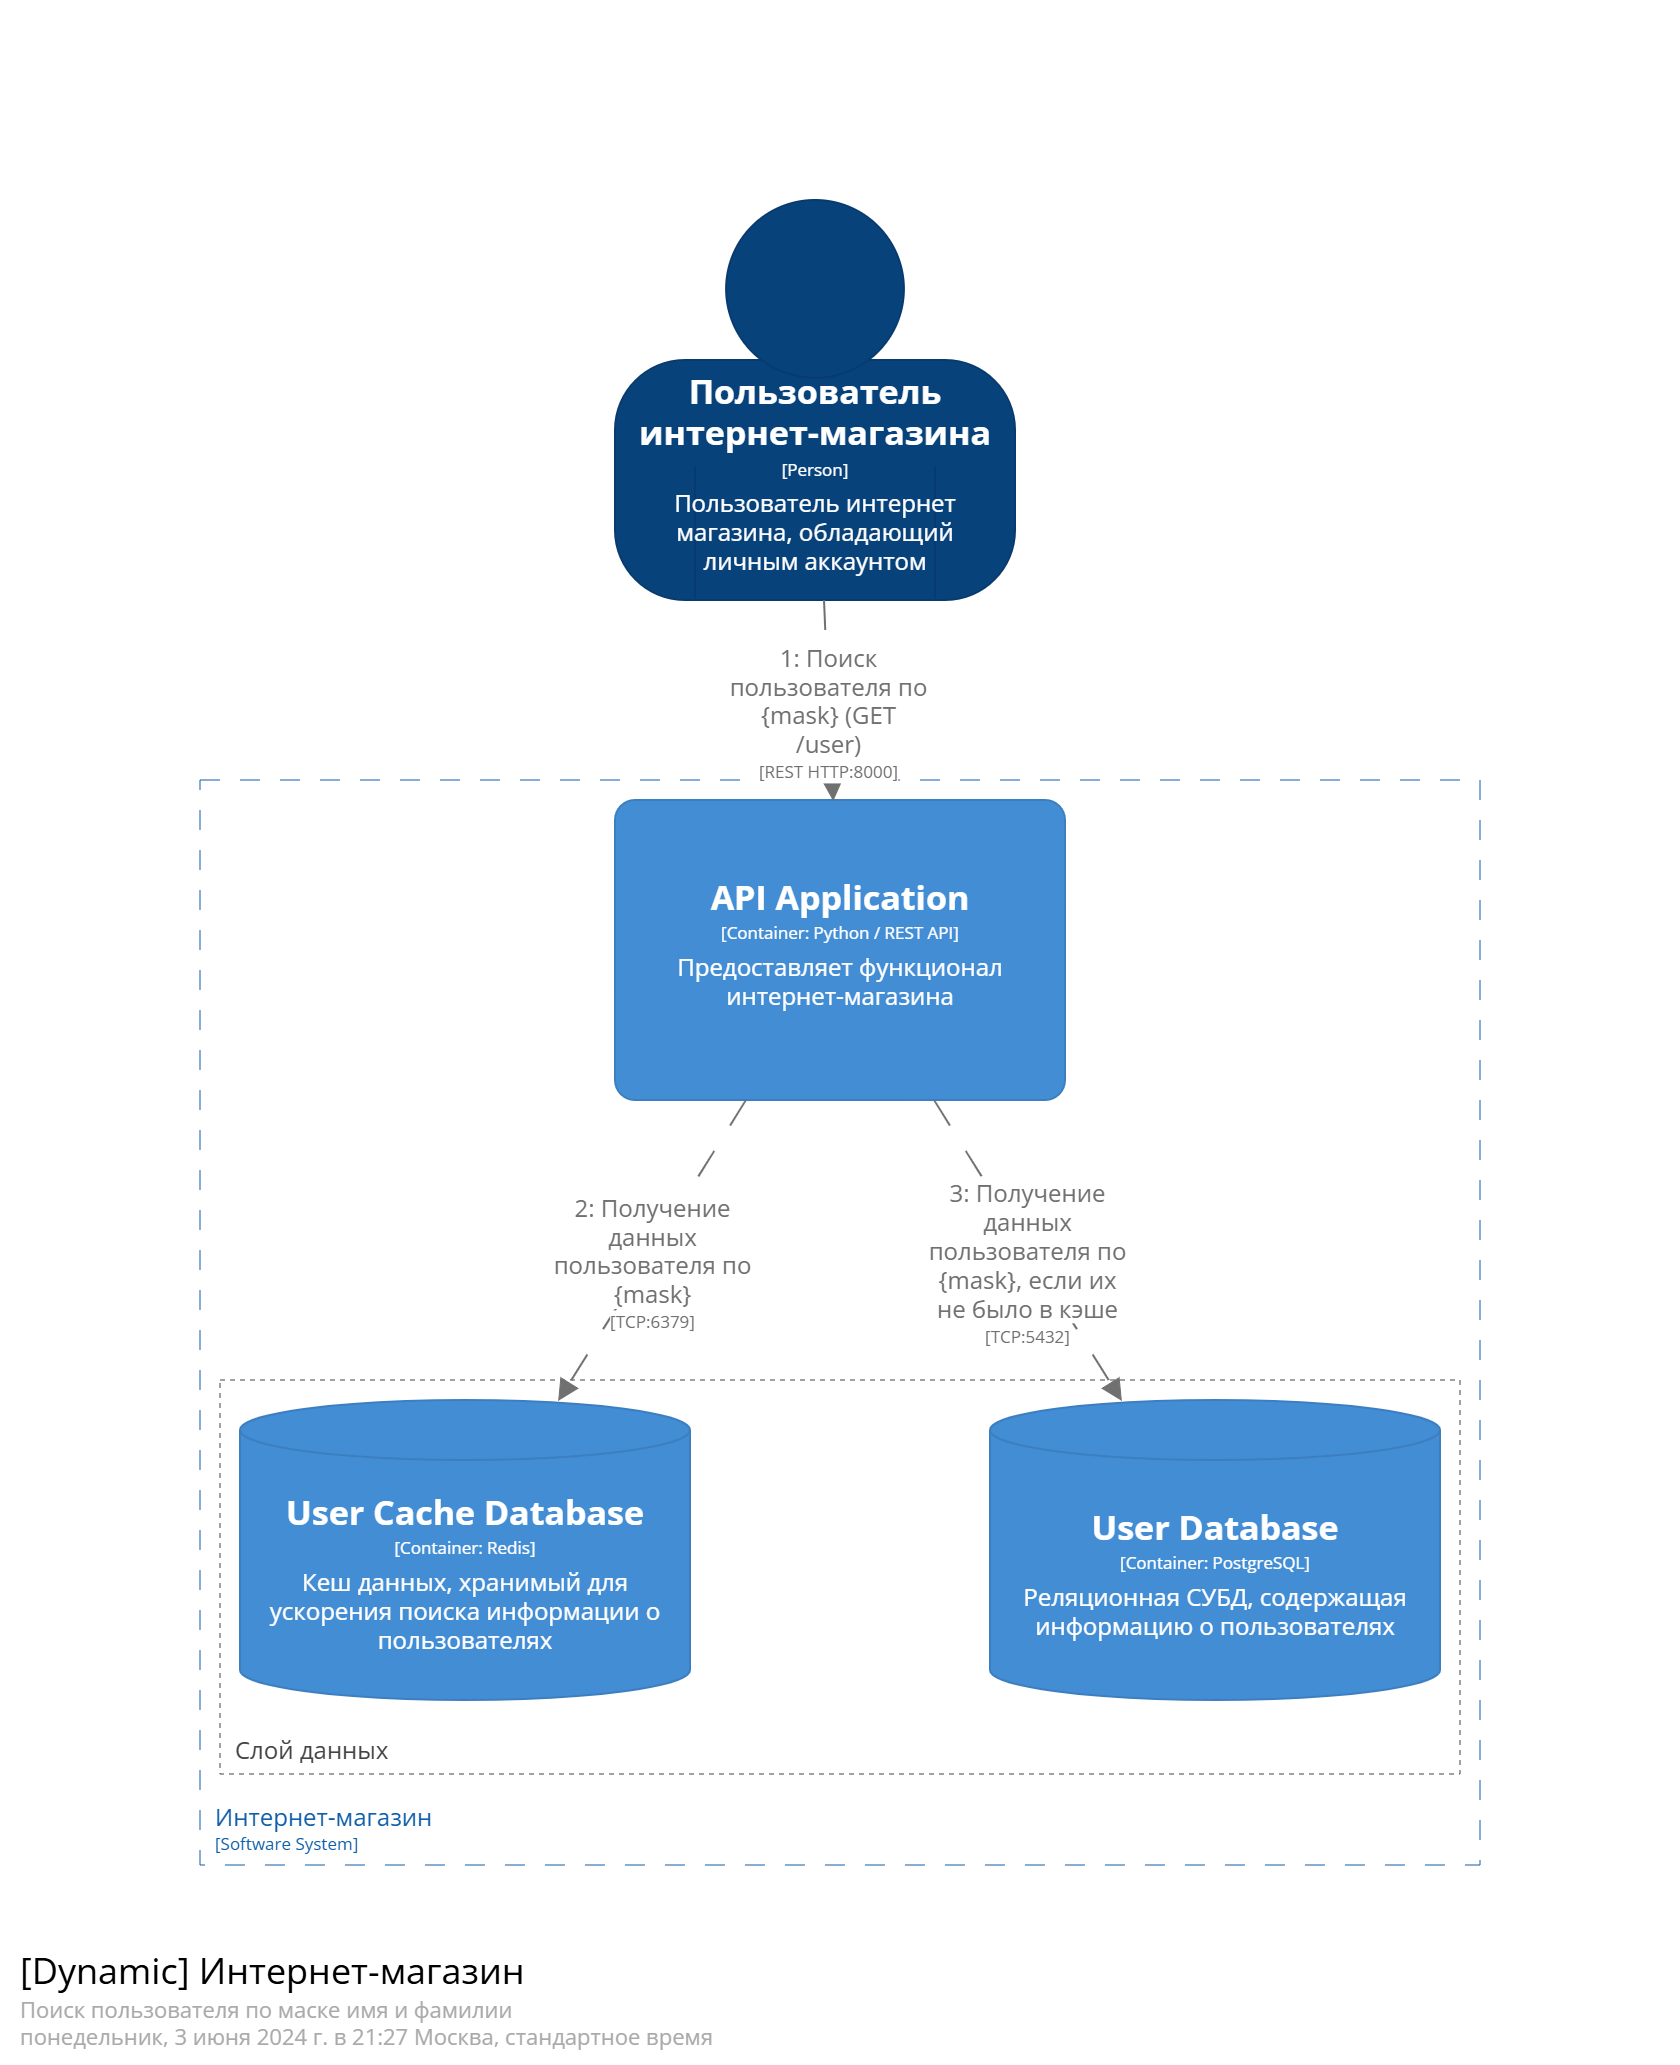 Пользователь
интернет-магазина
[Person]
Пользователь интернет
магазина, обладающий
личным аккаунтом
1: Поиск
пользователя по
{mask} (GET
/user)
[REST HTTP:8000]
API Application
[Container: Python / REST API]
Предоставляет функционал
интернет-магазина
2: Получение
данных
пользователя по
{mask}
[TCP:6379]
3: Получение
данных
пользователя по
{mask}, если их
не было в кэше
[TCP:5432]
User Cache Database
[Container: Redis]
Кеш данных, хранимый для
ускорения поиска информации о
пользователях
User Database
[Container: PostgreSQL]
Реляционная СУБД, содержащая
информацию о пользователях
Слой данных
Интернет-магазин
[Software System]
[Dynamic] Интернет-магазин
Поиск пользователя по маске имя и фамилии
понедельник, 3 июня 2024 г. в 21:27 Москва, стандартное время